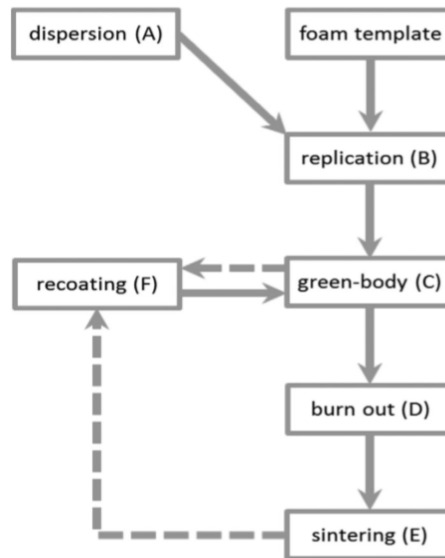 dispersion (A)
foam template
replication (B)
recoating (F)
green-body (C)
burn out (D)
sintering (E)